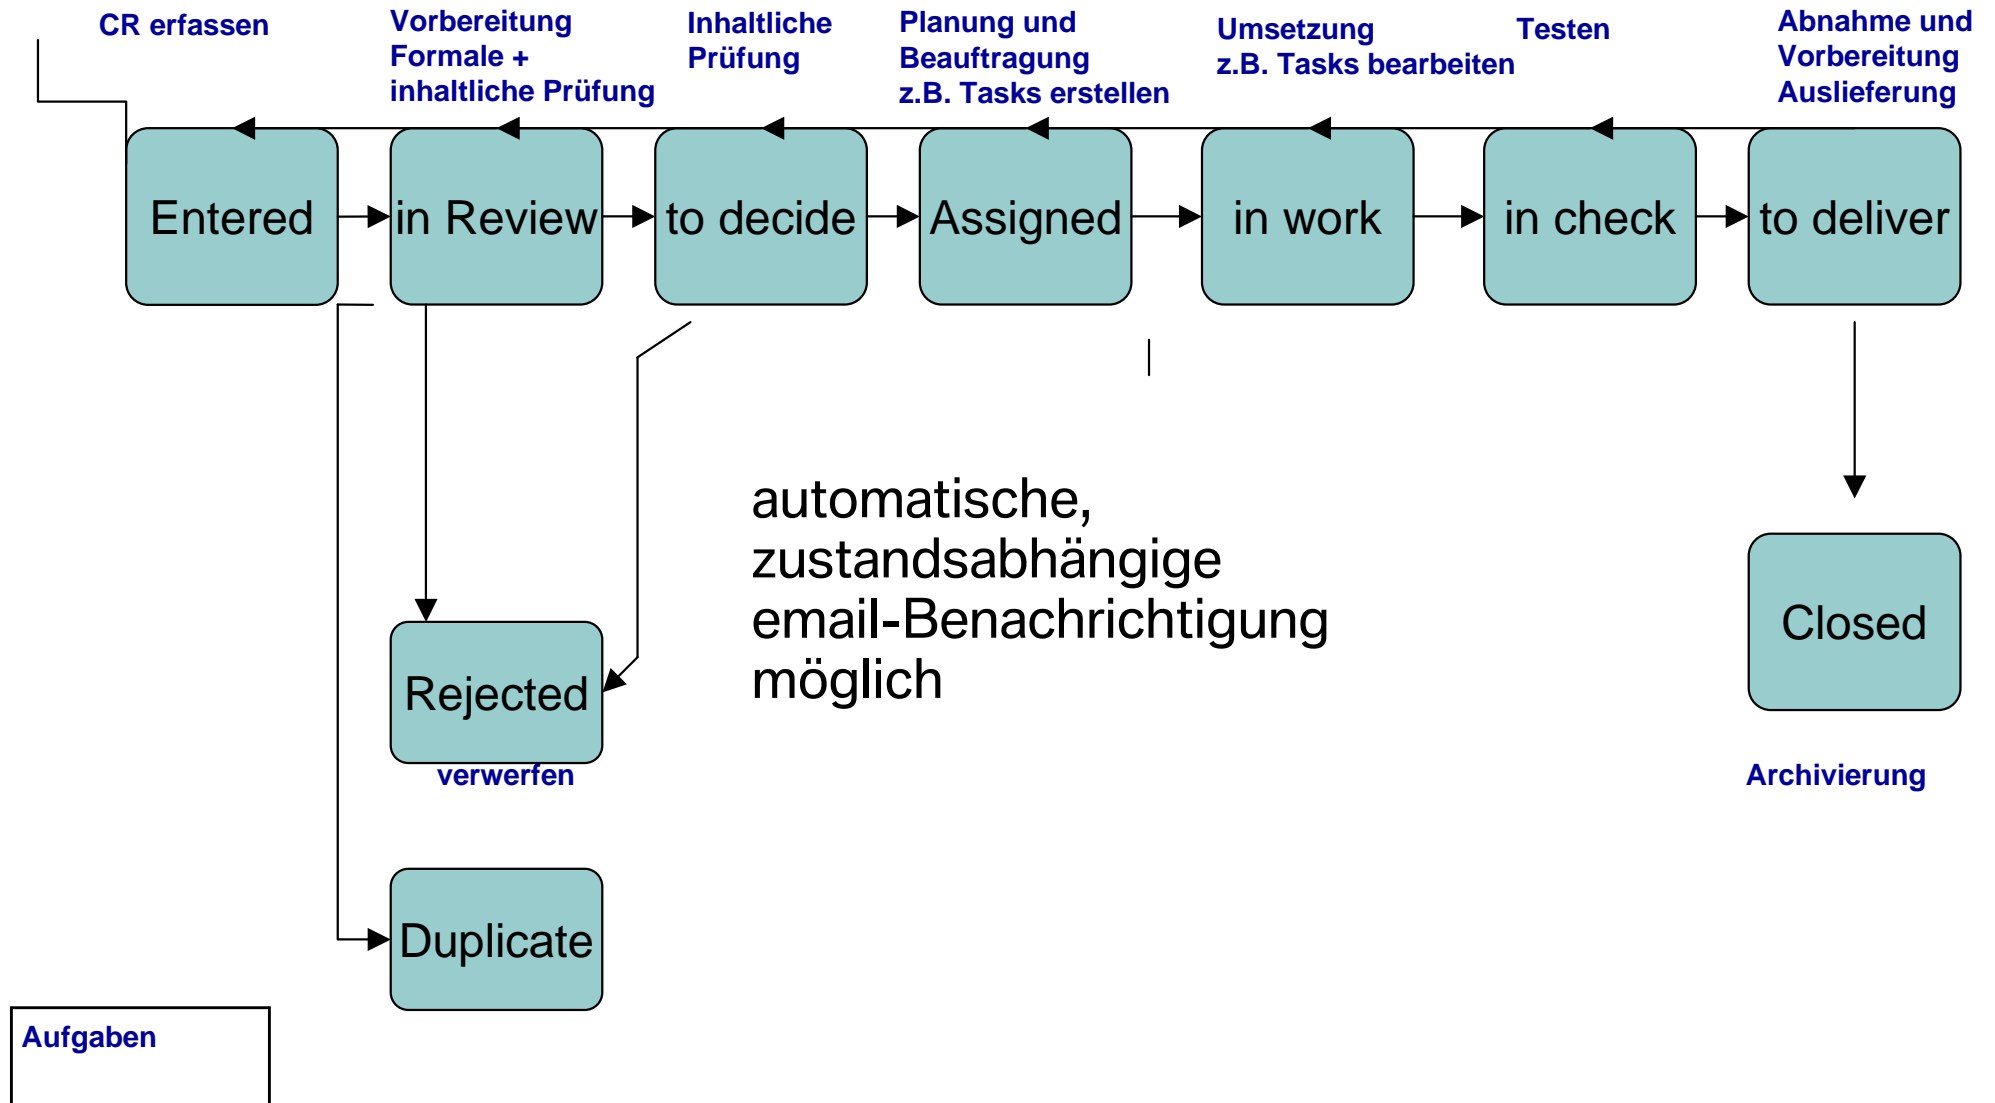 CR erfassen
Vorbereitung
Formale +
inhaltliche Prüfung
Inhaltliche
Prüfung
Planung und
Beauftragung
z.B. Tasks erstellen
Umsetzung
z.B. Tasks bearbeiten
Testen
Abnahme und
Vorbereitung
Auslieferung
Entered
in Review
to decide
Assigned
in work
in check
to deliver
automatische,
zustandsabhängige
email-Benachrichtigung
möglich
Rejected
verwerfen
Closed
Archivierung
Duplicate
Aufgaben